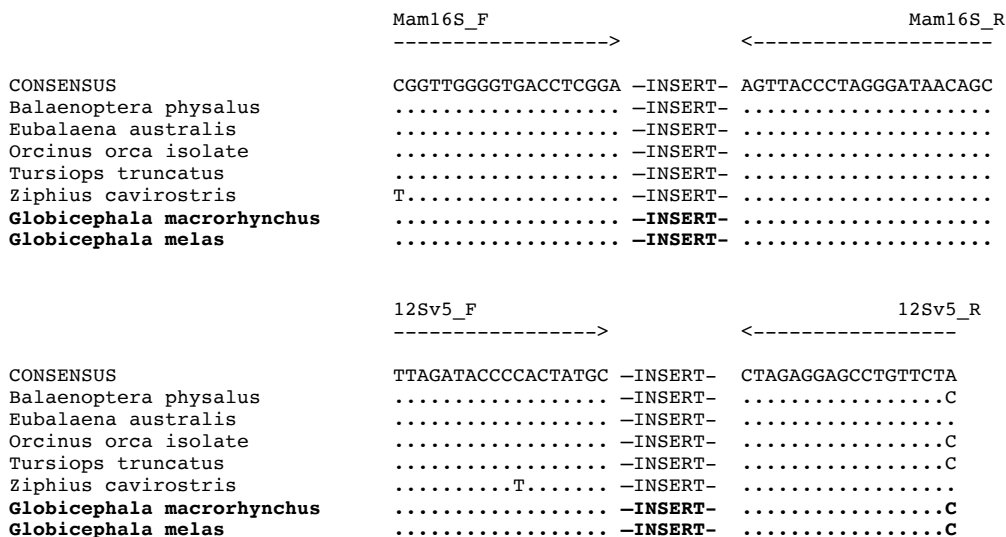 Mam16S_F Mam16S_R
------------------> <--------------------
CONSENSUS CGGTTGGGGTGACCTCGGA –INSERT- AGTTACCCTAGGGATAACAGC
Balaenoptera physalus ................... –INSERT- .....................
Eubalaena australis ................... –INSERT- .....................
Orcinus orca isolate ................... –INSERT- .....................
Tursiops truncatus ................... –INSERT- .....................
Ziphius cavirostris T.................. –INSERT- .....................
Globicephala macrorhynchus ................... –INSERT- .....................
Globicephala melas ................... –INSERT- .....................
12Sv5_F 12Sv5_R
-----------------> <-----------------
CONSENSUS TTAGATACCCCACTATGC –INSERT- CTAGAGGAGCCTGTTCTA
Balaenoptera physalus .................. –INSERT- .................C
Eubalaena australis .................. –INSERT- ..................
Orcinus orca isolate .................. –INSERT- .................C
Tursiops truncatus .................. –INSERT- .................C
Ziphius cavirostris ..........T....... –INSERT- ..................
Globicephala macrorhynchus .................. –INSERT- .................C
Globicephala melas .................. –INSERT- .................C